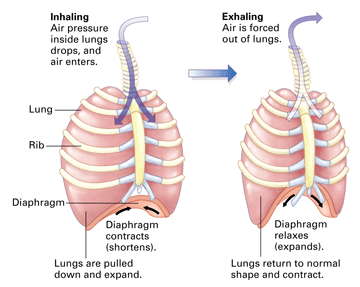 Inhaling
Air pressure
inside lungs
drops, and
air enters.
Exhaling
Air is forced
out of lungs.
Lung
Rib
Diaphragm
Diaphragm
contracts
(shortens).
Diaphragm
relaxes
(expands).
Lungs are pulled
down and expand.
Lungs return to normal
shape and contract.